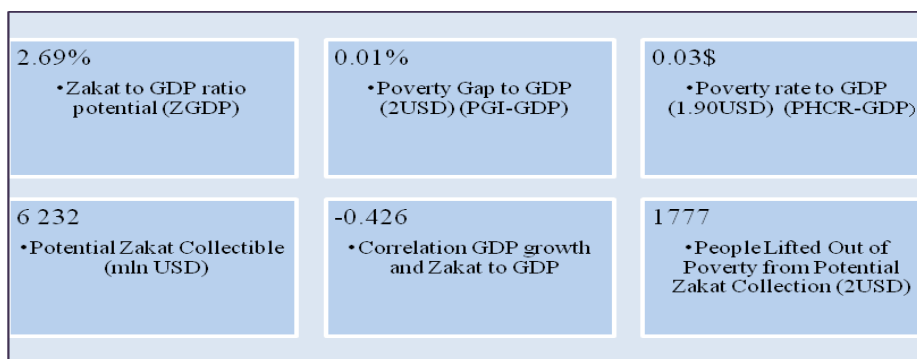 2.69%
•Zakat to GDP ratio
potential (ZGDP)
0.01%
•Poverty Gap to GDP
(2USD) (PGI-GDP)
0.03$
•Poverty rate to GDP
(1.90USD) (PHCR-GDP)
6 232
•Potential Zakat Collectible
(mln USD)
-0.426
•Correlation GDP growth
and Zakat to GDP
1777
•People Lifted Out of
Poverty from Potential
Zakat Collection (2USD)